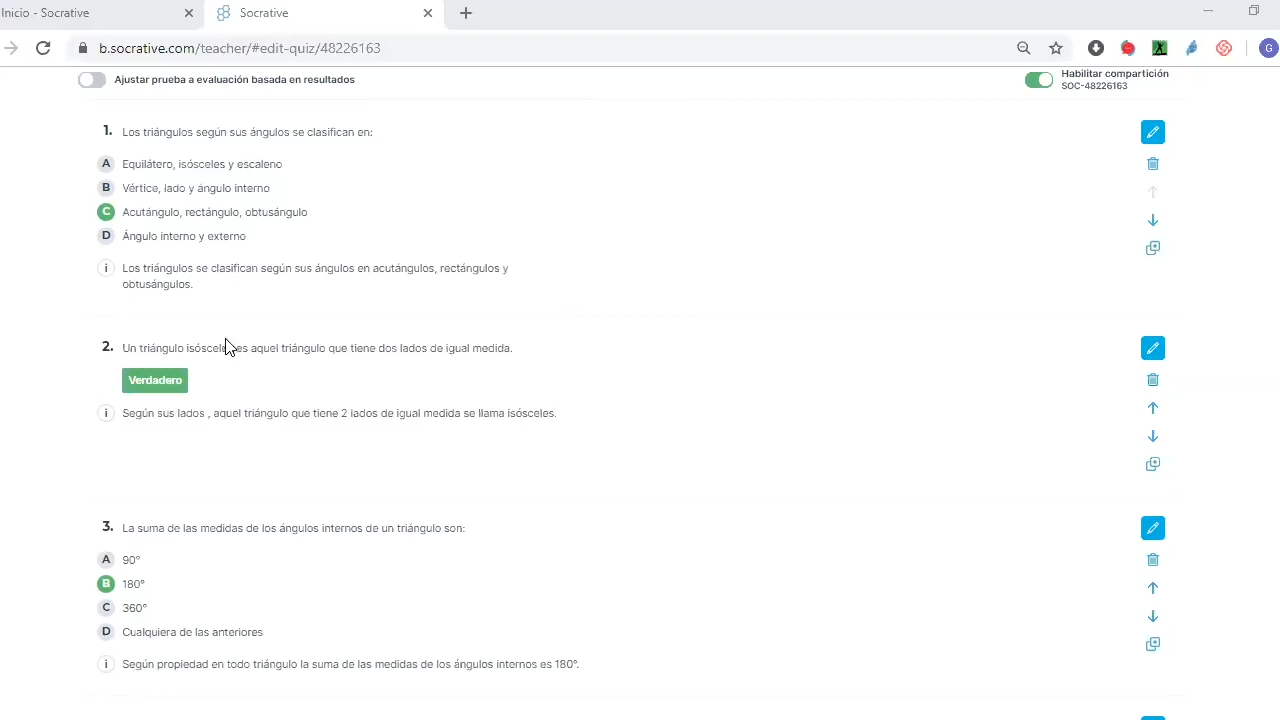 Inicio - Socrative
Socrative
b.socrative.com/teacher/#edit-quiz/48226163
G
Ajustar prueba a evaluación basada en resultados
Habilitar compartición
SOC-48226163
1. Los triángulos según sus ángulos se clasifican en:
A Equilátero, isósceles y escaleno
B Vértice, lado y ángulo interno
C Acutángulo, rectángulo, obtusángulo
D Ángulo interno y externo
i Los triángulos se clasifican según sus ángulos en acutángulos, rectángulos y
obtusángulos.
2. Un triángulo isósceles es aquel triángulo que tiene dos lados de igual medida.
Verdadero
i Según sus lados , aquel triángulo que tiene 2 lados de igual medida se llama isósceles.
3. La suma de las medidas de los ángulos internos de un triángulo son:
A 90°
B 180°
C 360°
D Cualquiera de las anteriores
i Según propiedad en todo triángulo la suma de las medidas de los ángulos internos es 180°.